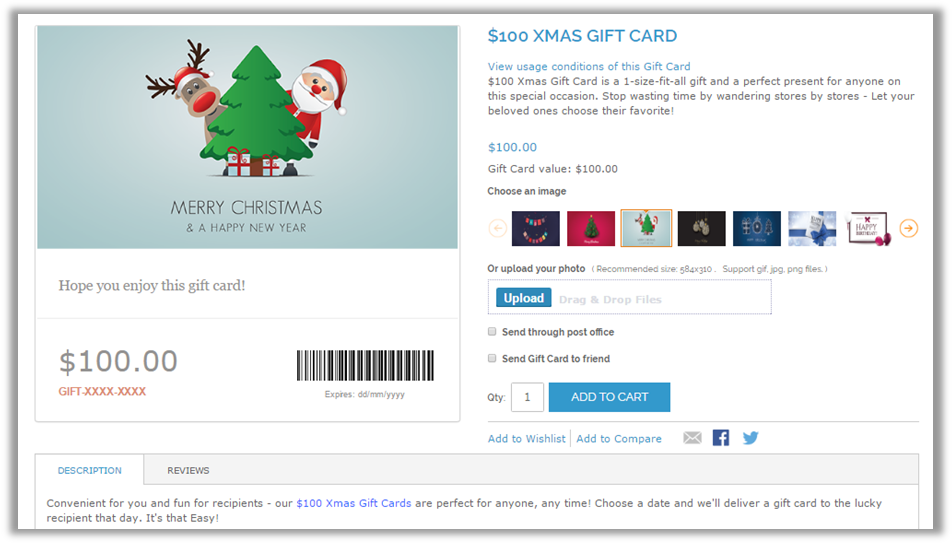 MERRY CHRISTMAS
& A HAPPY NEW YEAR
Hope you enjoy this gift card!
$100.00
GIFT-XXXX-XXXX
Expires: dd/mm/yyyy
$100 XMAS GIFT CARD
View usage conditions of this Gift Card
$100 Xmas Gift Card is a 1-size-fit-all gift and a perfect present for anyone on
this special occasion. Stop wasting time by wandering stores by stores - Let your
beloved ones choose their favorite!
$100.00
Gift Card value: $100.00
Choose an image
HAPPY
BIRTHDAY!
Or upload your photo ( Recommended size: 584x310 . Support gif, jpg, png files. )
Upload Drag & Drop Files
Send through post office
Send Gift Card to friend
Qty: 1 ADD TO CART
Add to Wishlist Add to Compare
DESCRIPTION REVIEWS
Convenient for you and fun for recipients - our $100 Xmas Gift Cards are perfect for anyone, any time! Choose a date and we'll deliver a gift card to the lucky
recipient that day. It's that Easy!